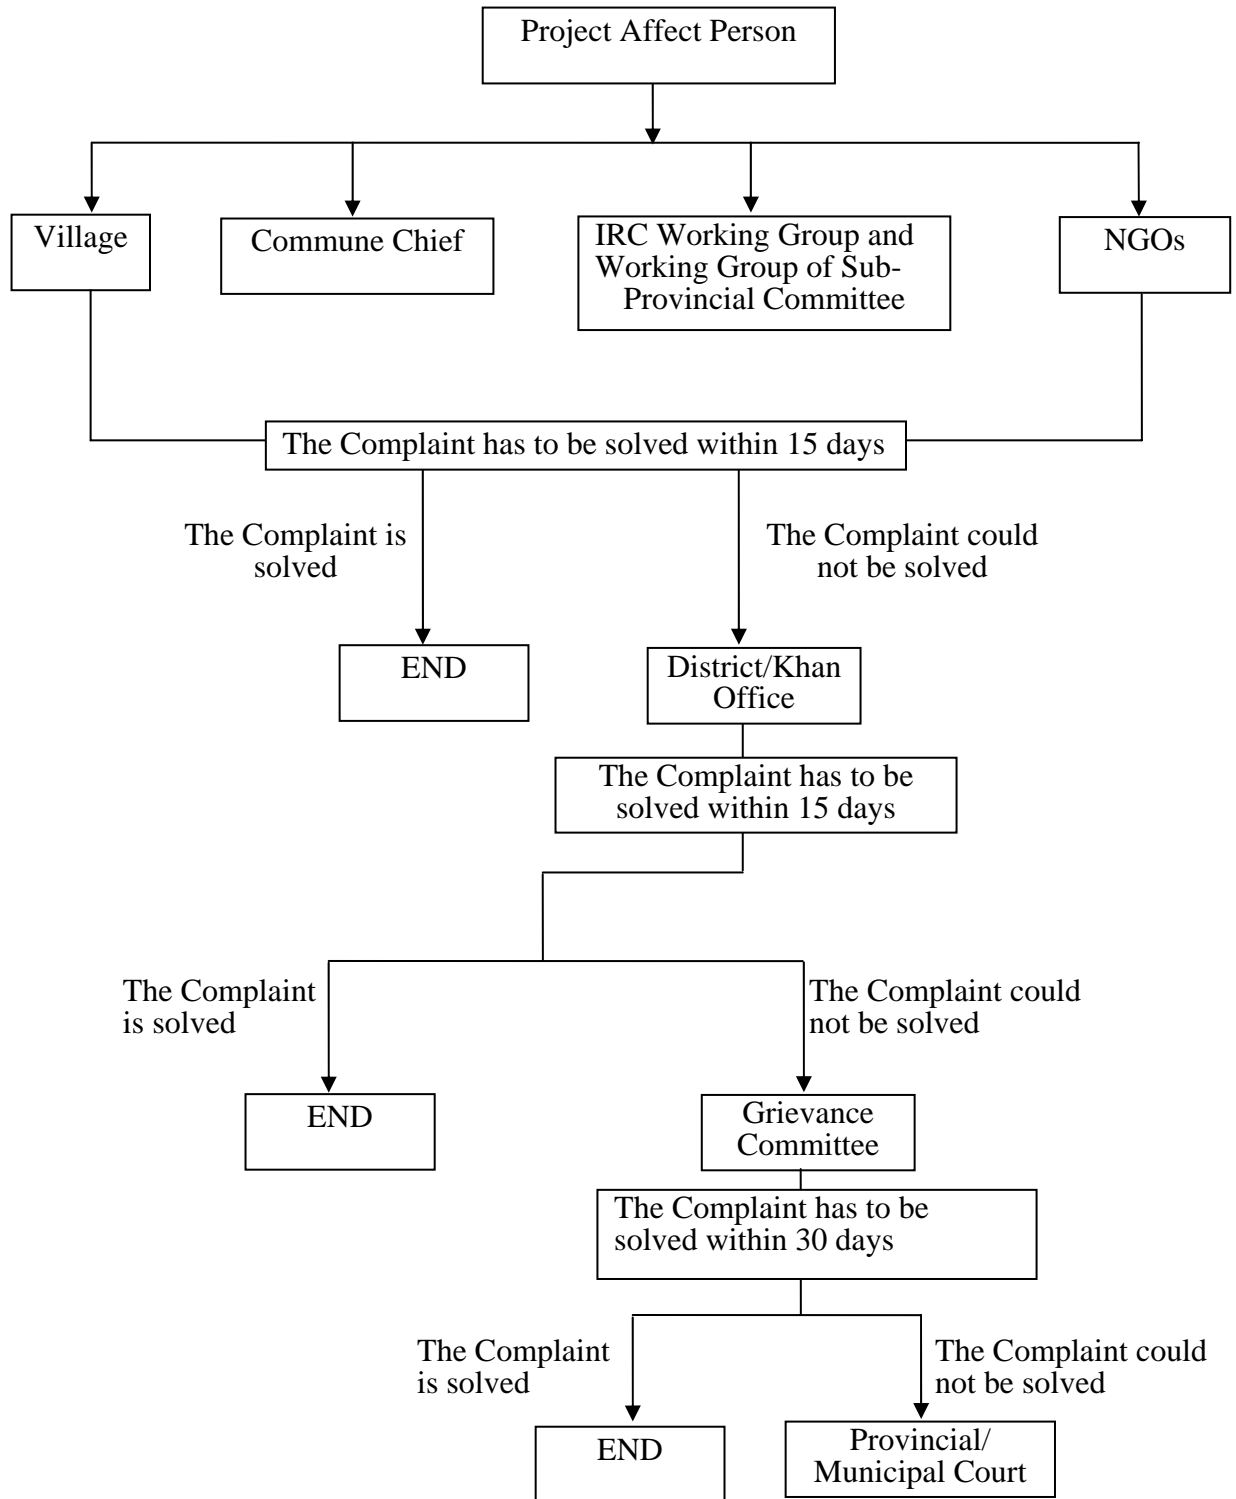 Project Affect Person
Village
Commune Chief
IRC Working Group and
Working Group of Sub-
Provincial Committee
NGOs
The Complaint has to be solved within 15 days
The Complaint is
solved
The Complaint could
not be solved
END
District/Khan
Office
The Complaint has to be
solved within 15 days
The Complaint
is solved
The Complaint could
not be solved
END
Grievance
Committee
The Complaint has to be
solved within 30 days
The Complaint
is solved
The Complaint could
not be solved
END
Provincial/
Municipal Court